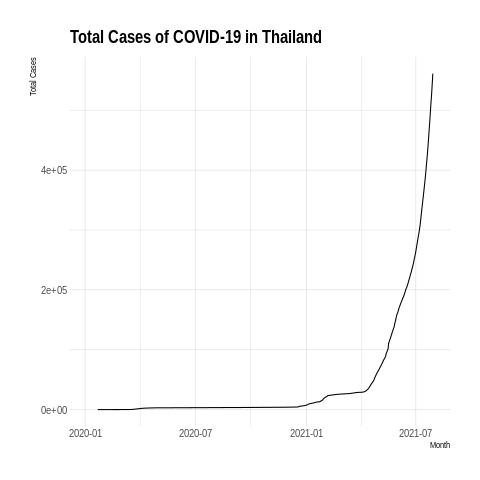 Total Cases of COVID-19 in Thailand
Total Cases
4e+05
2e+05
0e+00
2020-01 2020-07 2021-01 2021-07
Month